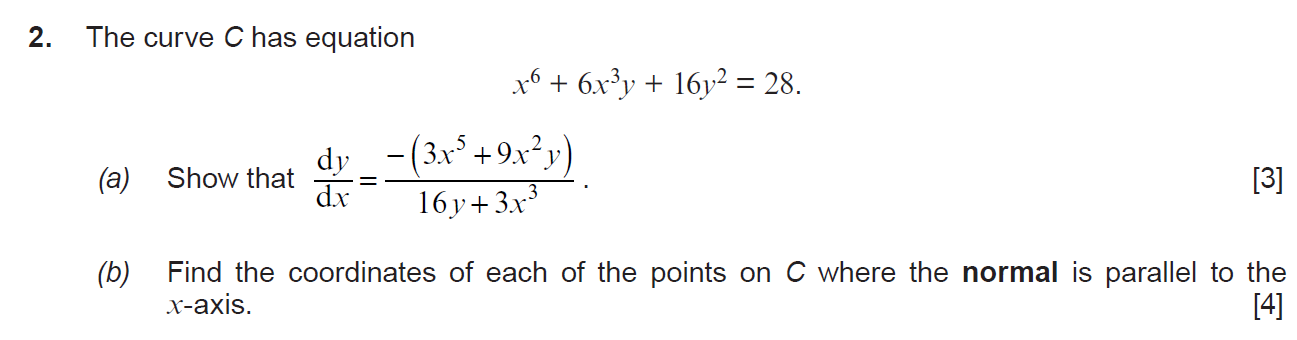 2. The curve C has equation
x⁶ + 6x³y + 16y² = 28.
(a) Show that dy/dx = −(3x⁵ + 9x²y)/(16y + 3x³) . [3]
(b) Find the coordinates of each of the points on C where the normal is parallel to the
x-axis. [4]